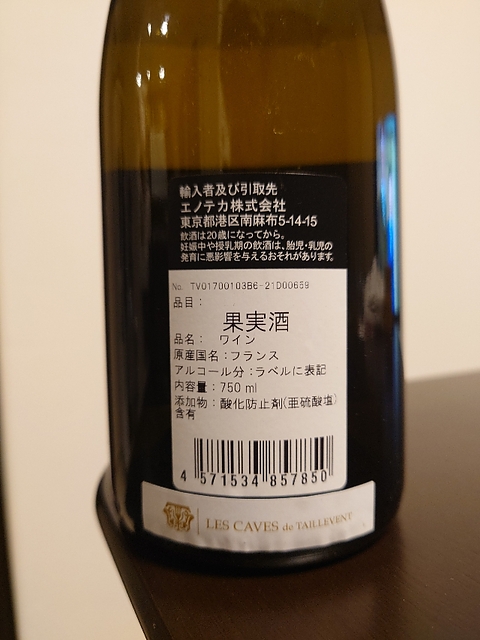 輸入者及び引取先
エノテカ株式会社
東京都港区南麻布5-14-15
飲酒は20歳になってから。
妊娠中や授乳期の飲酒は、胎児・乳児の
発育に悪影響を与えるおそれがあります。
No. TV01700103B6-21D00659
品目：
果実酒
品名： ワイン
原産国名：フランス
アルコール分：ラベルに表記
内容量：750 ml
添加物：酸化防止剤(亜硫酸塩)
含有
4 571534 857850
LES CAVES de TAILLEVENT